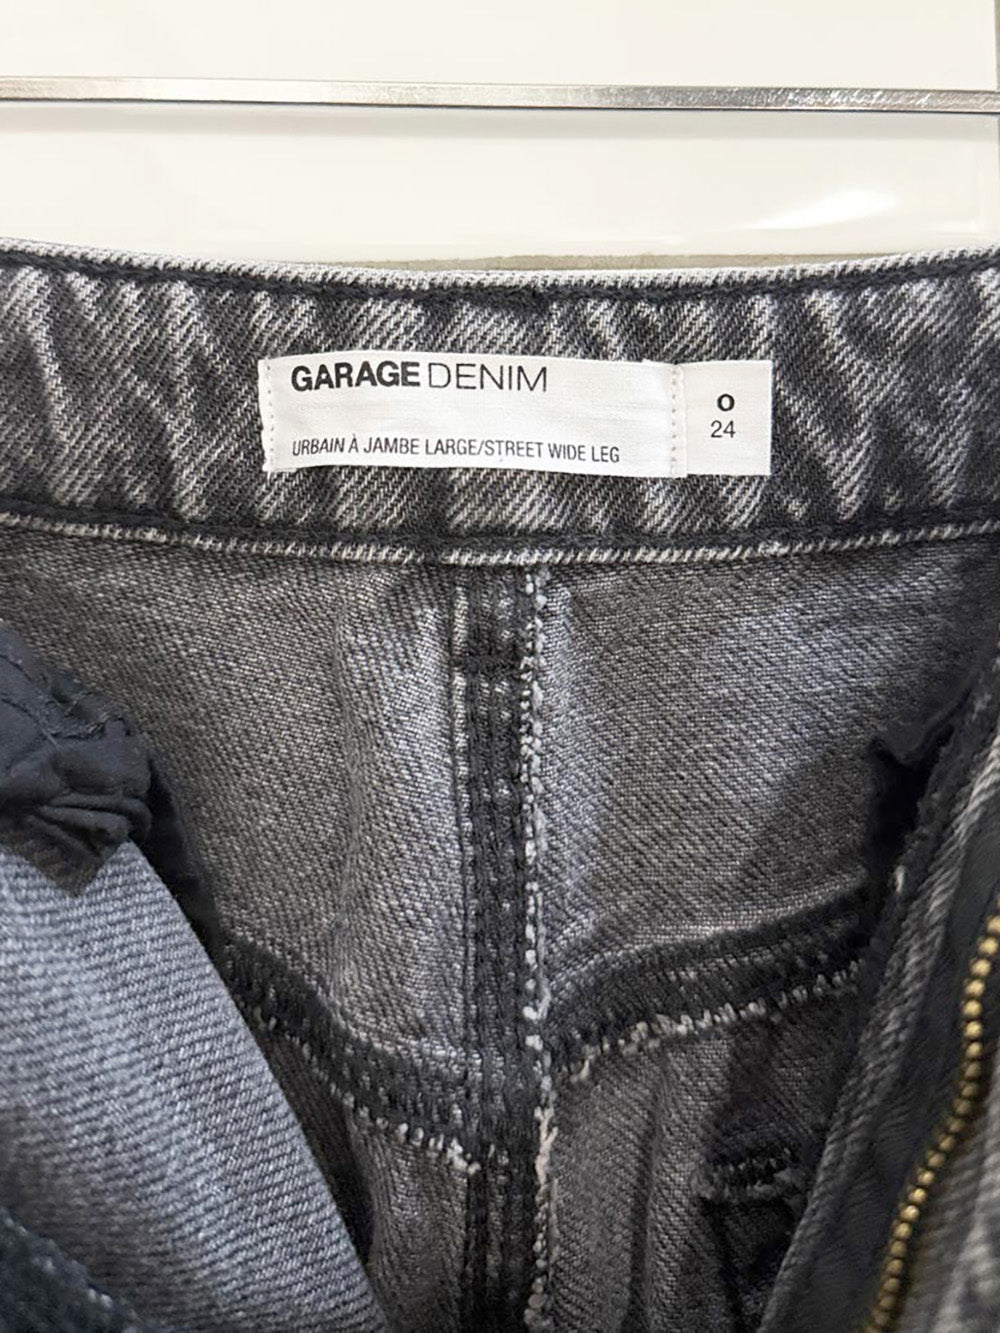 GARAGE DENIM
URBAIN À JAMBE LARGE/STREET WIDE LEG
0
24